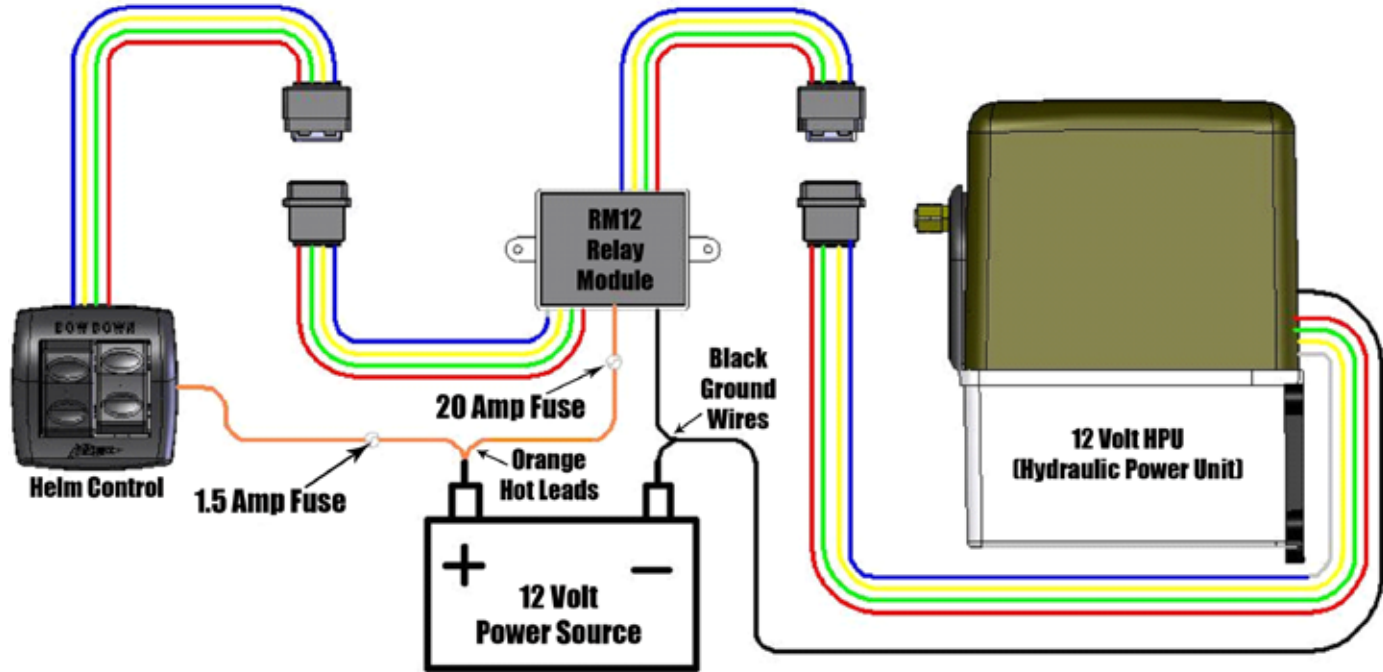 BOW DOWN
Helm Control
1.5 Amp Fuse
20 Amp Fuse
RM12
Relay
Module
Orange
Hot Leads
Black
Ground
Wires
+
−
12 Volt
Power Source
12 Volt HPU
(Hydraulic Power Unit)